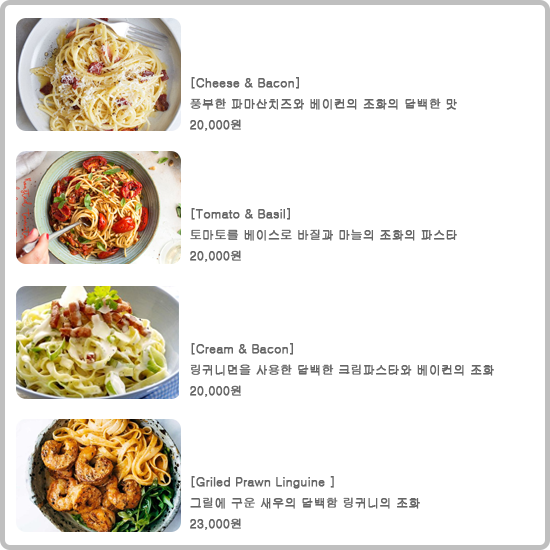 [Cheese & Bacon]
풍부한 파마산치즈와 베이컨의 조화의 담백한 맛
20,000원
[Tomato & Basil]
토마토를 베이스로 바질과 마늘의 조화의 파스타
20,000원
[Cream & Bacon]
링귀니면을 사용한 담백한 크림파스타와 베이컨의 조화
20,000원
[Griled Prawn Linguine ]
그릴에 구운 새우의 담백함 링귀니의 조화
23,000원